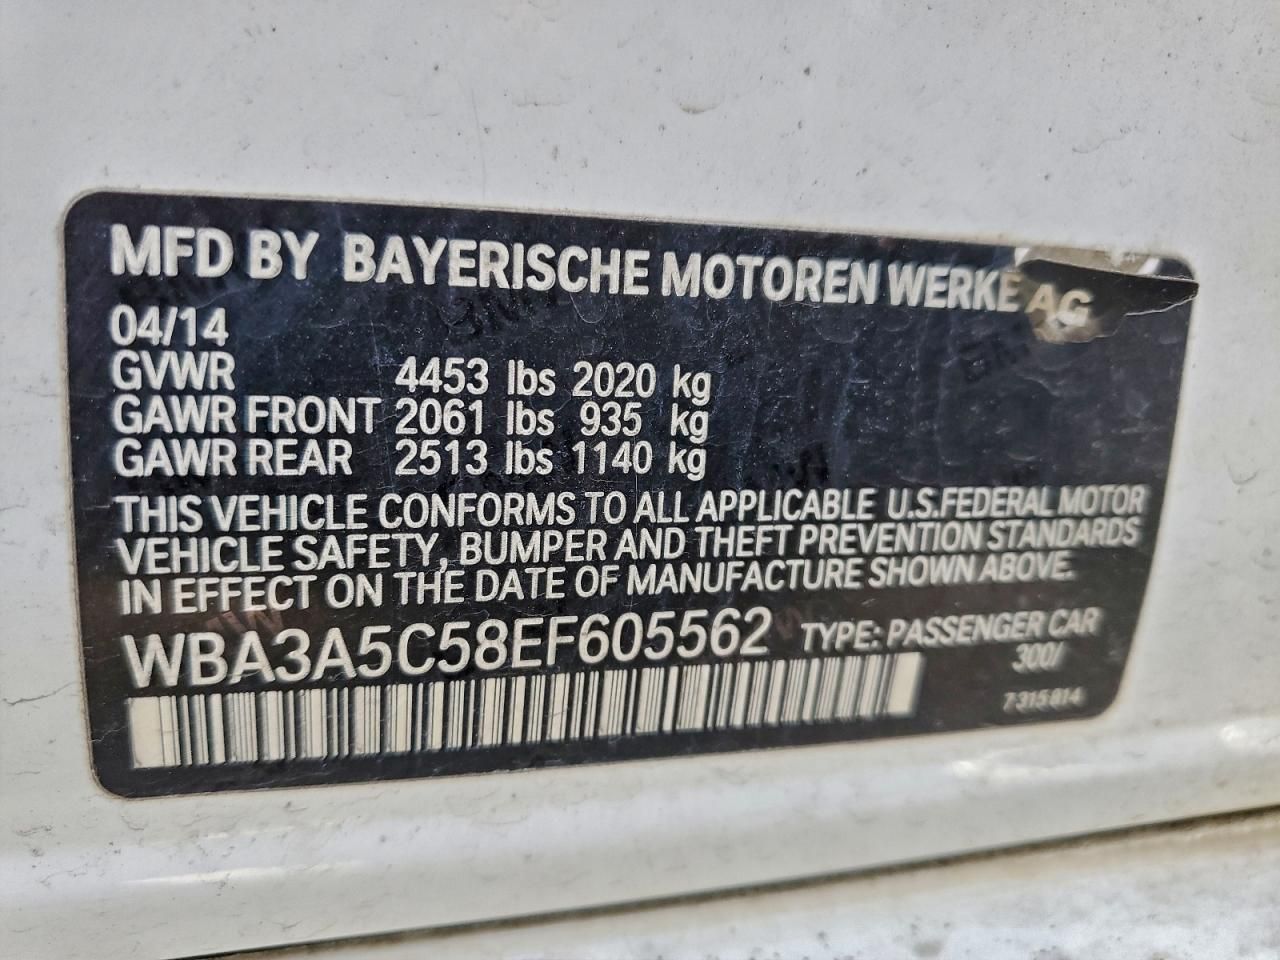 MFD BY BAYERISCHE MOTOREN WERKE AG
04/14
GVWR 4453 lbs 2020 kg
GAWR FRONT 2061 lbs 935 kg
GAWR REAR 2513 lbs 1140 kg
THIS VEHICLE CONFORMS TO ALL APPLICABLE U.S.FEDERAL MOTOR
VEHICLE SAFETY, BUMPER AND THEFT PREVENTION STANDARDS
IN EFFECT ON THE DATE OF MANUFACTURE SHOWN ABOVE.
WBA3A5C58EF605562 TYPE: PASSENGER CAR
300/
7 315 814